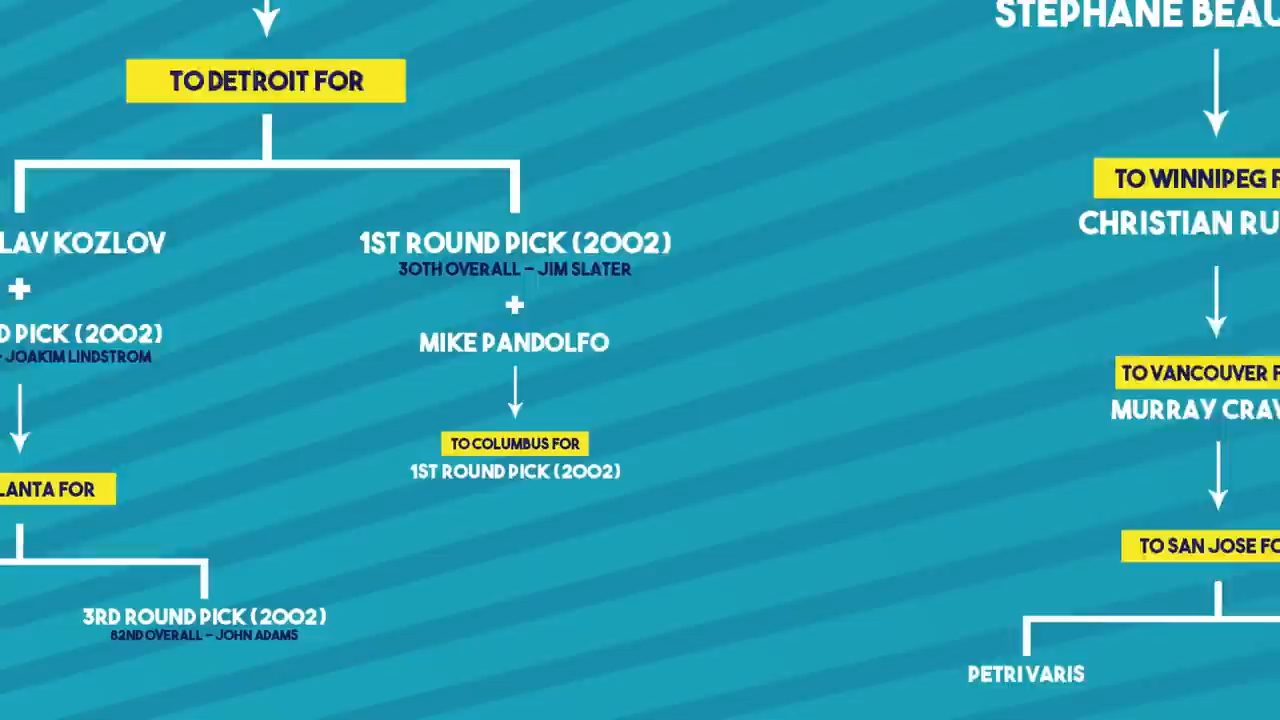 TO DETROIT FOR
LAV KOZLOV
+
D PICK (2002)
- JOAKIM LINDSTROM
LANTA FOR
3RD ROUND PICK (2002)
82ND OVERALL - JOHN ADAMS
1ST ROUND PICK (2002)
30TH OVERALL - JIM SLATER
+
MIKE PANDOLFO
TO COLUMBUS FOR
1ST ROUND PICK (2002)
STEPHANE BEAU
TO WINNIPEG F
CHRISTIAN RU
TO VANCOUVER F
MURRAY CRAV
TO SAN JOSE FO
PETRI VARIS